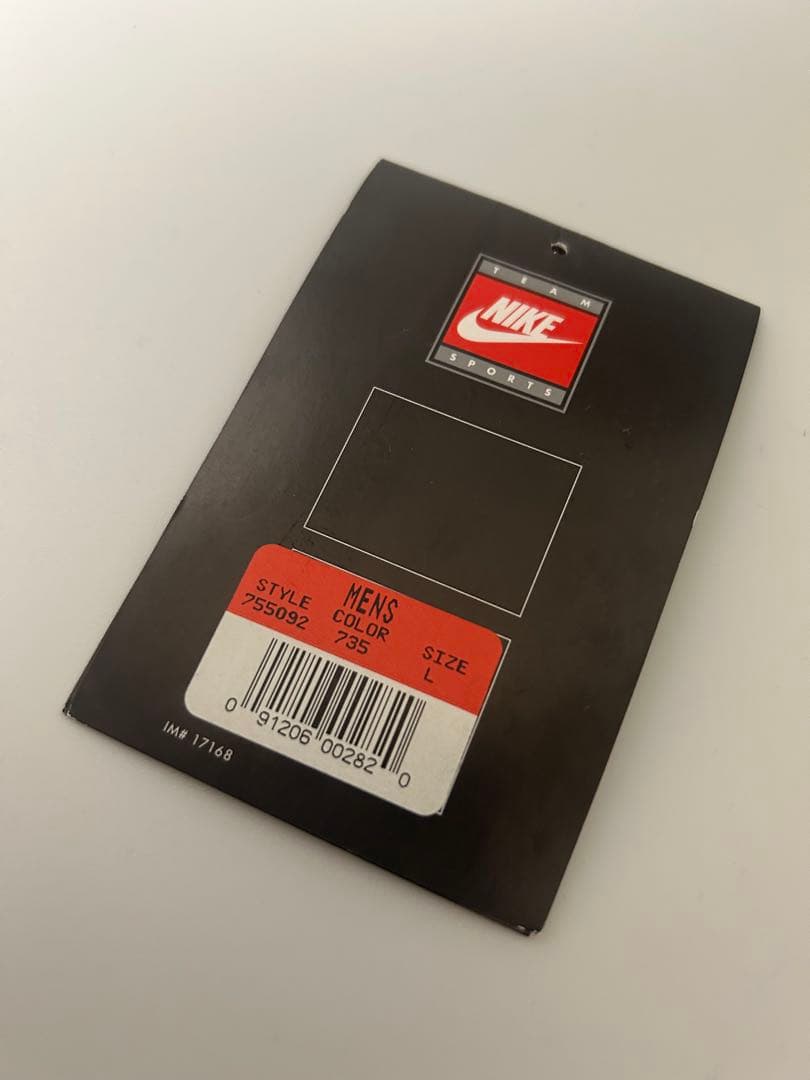 TEAM
NIKE
SPORTS
MENS
STYLE COLOR SIZE
755092 735 L
0 91206 00282 0
IM# 17168